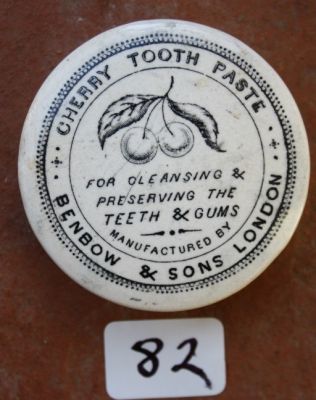 CHERRY TOOTH PASTE
FOR CLEANSING &
PRESERVING THE
TEETH & GUMS
MANUFACTURED BY
BENBOW & SONS LONDON
82